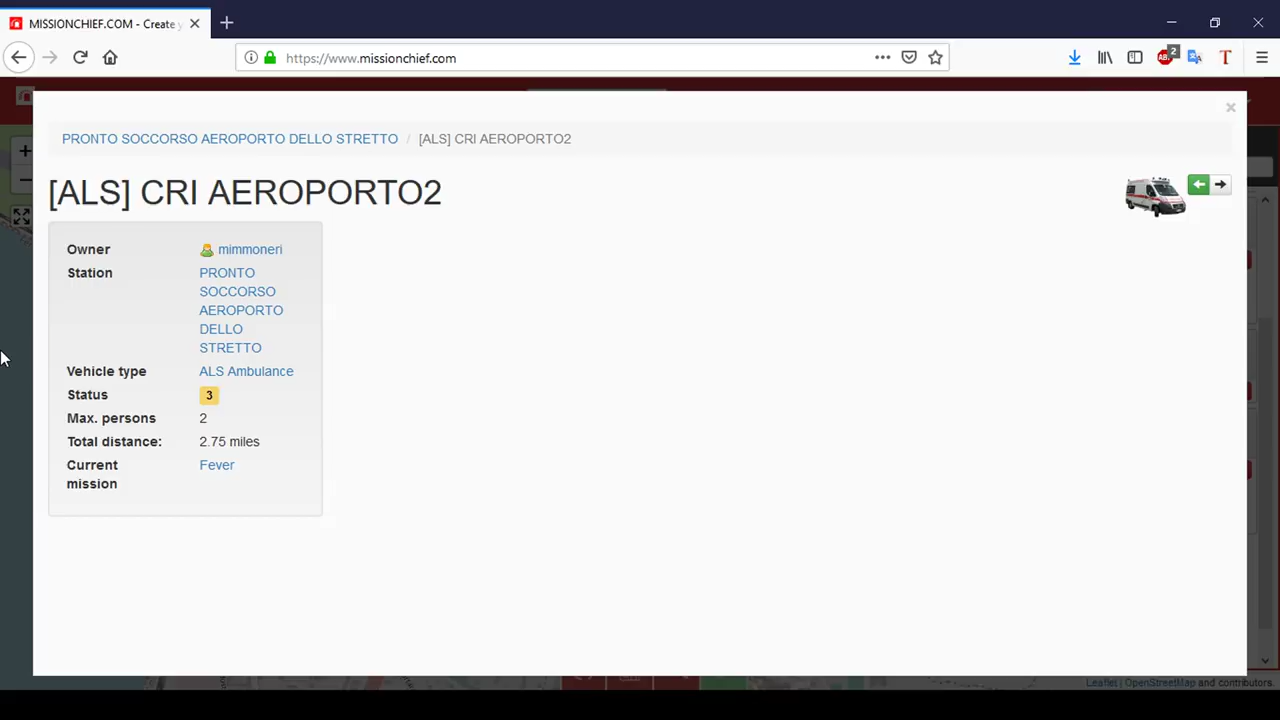 MISSIONCHIEF.COM - Create y
https://www.missionchief.com
2
T
PRONTO SOCCORSO AEROPORTO DELLO STRETTO / [ALS] CRI AEROPORTO2
[ALS] CRI AEROPORTO2
Owner mimmoneri
Station PRONTO
SOCCORSO
AEROPORTO
DELLO
STRETTO
Vehicle type ALS Ambulance
Status 3
Max. persons 2
Total distance: 2.75 miles
Current Fever
mission
Leaflet | OpenStreetMap and contributors